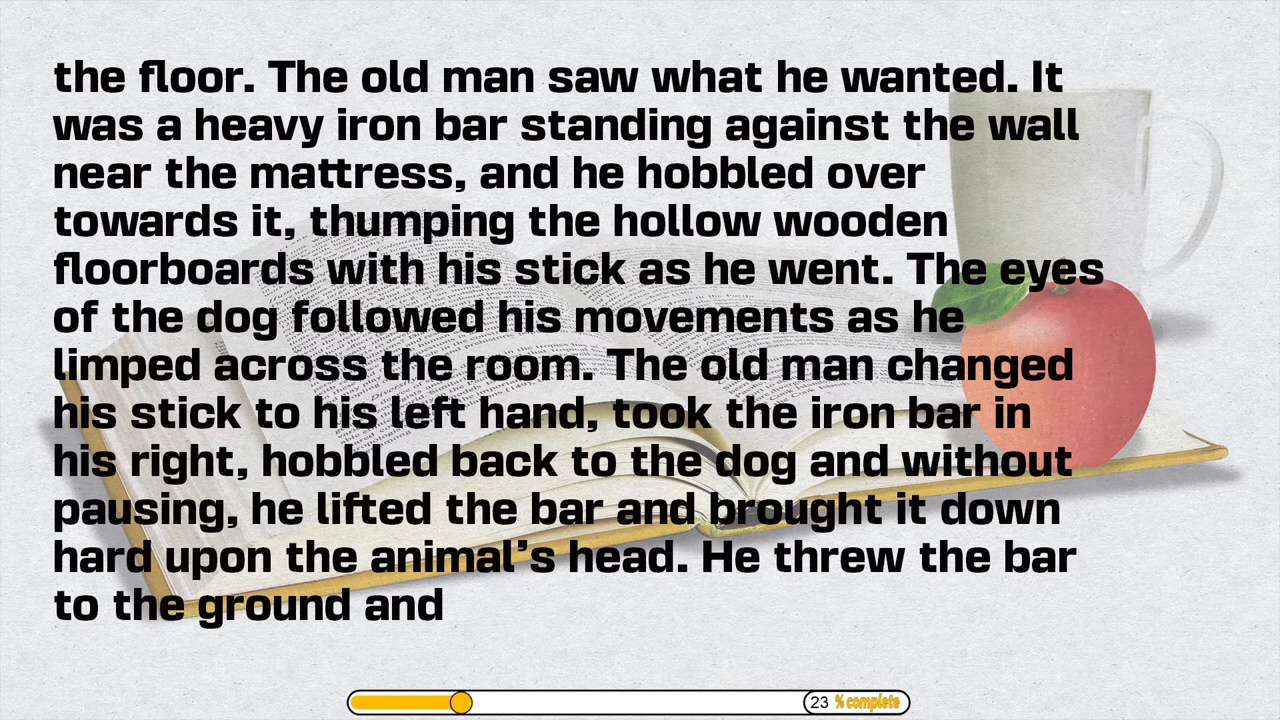 the floor. The old man saw what he wanted. It
was a heavy iron bar standing against the wall
near the mattress, and he hobbled over
towards it, thumping the hollow wooden
floorboards with his stick as he went. The eyes
of the dog followed his movements as he
limped across the room. The old man changed
his stick to his left hand, took the iron bar in
his right, hobbled back to the dog and without
pausing, he lifted the bar and brought it down
hard upon the animal’s head. He threw the bar
to the ground and
23 % complete